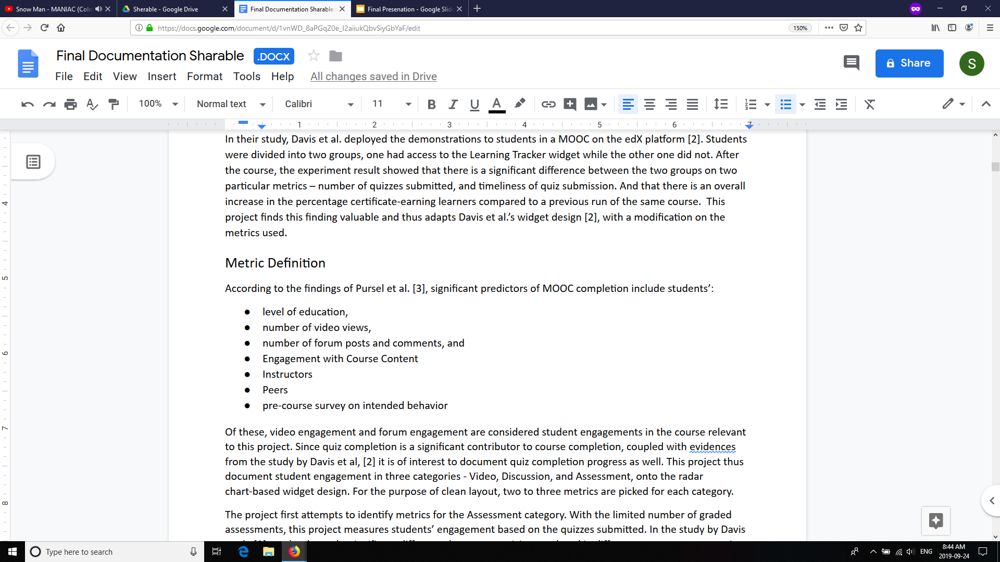 Snow Man - MANIAC (Colo
Sherable - Google Drive
Final Documentation Sharable.
Final Presenation - Google Slid
https://docs.google.com/document/d/1vnWD_8aPGqZ0e_I2aiiukQbvSiyGbYaF/edit
150%
Final Documentation Sharable .DOCX
Share
S
File Edit View Insert Format Tools Help All changes saved in Drive
100% Normal text Calibri 11
1 2 3 4 5 6 7
In their study, Davis et al. deployed the demonstrations to students in a MOOC on the edX platform [2]. Students
were divided into two groups, one had access to the Learning Tracker widget while the other one did not. After
the course, the experiment result showed that there is a significant difference between the two groups on two
particular metrics – number of quizzes submitted, and timeliness of quiz submission. And that there is an overall
increase in the percentage certificate-earning learners compared to a previous run of the same course.  This
project finds this finding valuable and thus adapts Davis et al.’s widget design [2], with a modification on the
metrics used.
Metric Definition
According to the findings of Pursel et al. [3], significant predictors of MOOC completion include students’:
● level of education,
● number of video views,
● number of forum posts and comments, and
● Engagement with Course Content
● Instructors
● Peers
● pre-course survey on intended behavior
Of these, video engagement and forum engagement are considered student engagements in the course relevant
to this project. Since quiz completion is a significant contributor to course completion, coupled with evidences
from the study by Davis et al, [2] it is of interest to document quiz completion progress as well. This project thus
document student engagement in three categories - Video, Discussion, and Assessment, onto the radar
chart-based widget design. For the purpose of clean layout, two to three metrics are picked for each category.
The project first attempts to identify metrics for the Assessment category. With the limited number of graded
assessments, this project measures students’ engagement based on the quizzes submitted. In the study by Davis
4
5
6
7
8
Type here to search
ENG
8:44 AM
2019-09-24